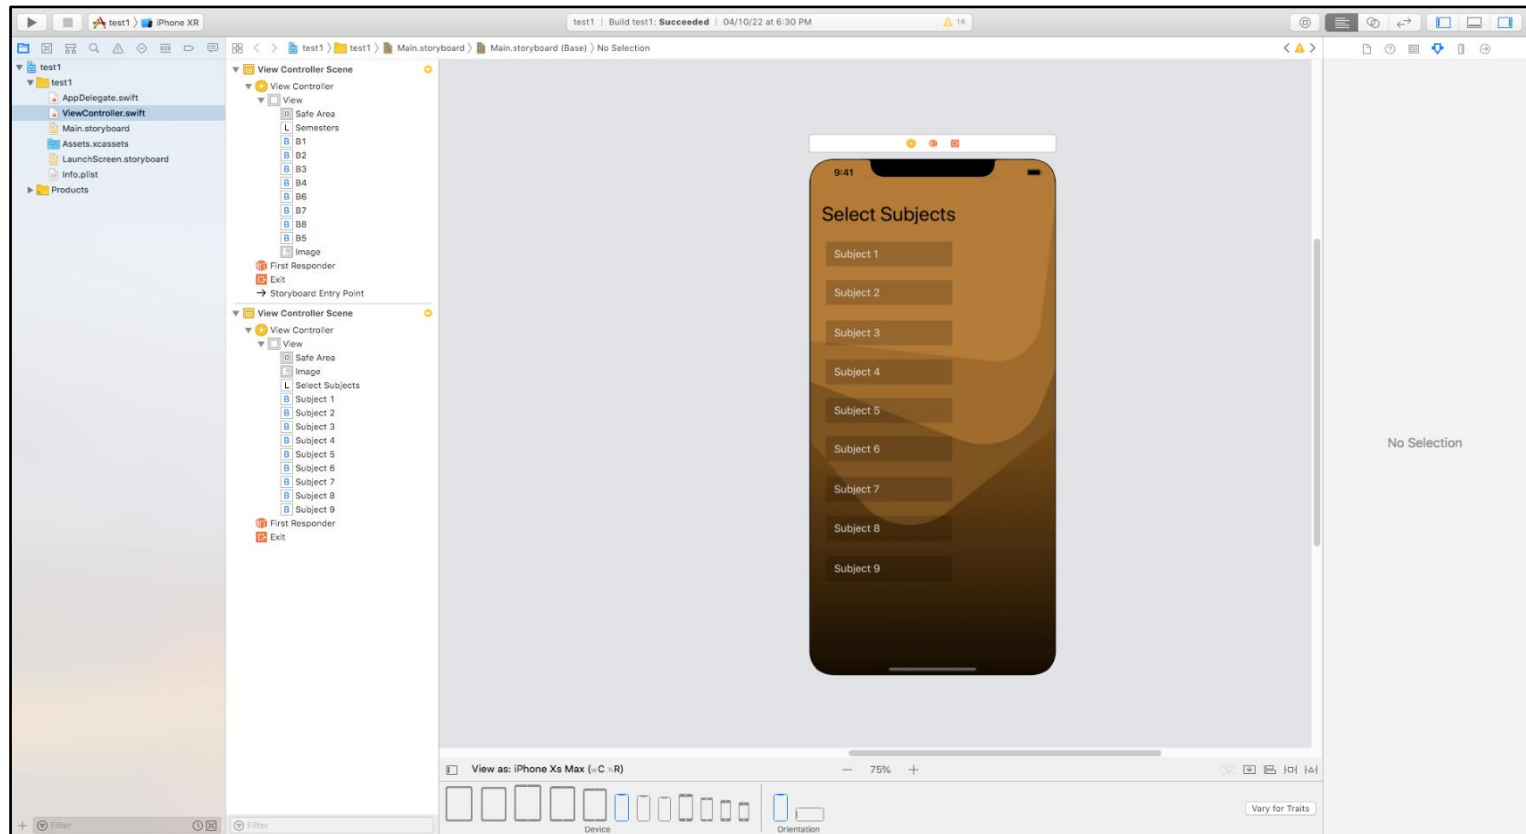 test1 〉 iPhone XR
test1 | Build test1: Succeeded | 04/10/22 at 6:30 PM
16
test1 〉 test1 〉 Main.storyboard 〉 Main.storyboard (Base) 〉 No Selection
test1
test1
AppDelegate.swift
ViewController.swift
Main.storyboard
Assets.xcassets
LaunchScreen.storyboard
Info.plist
Products
Filter
View Controller Scene
View Controller
View
Safe Area
L Semesters
B B1
B B2
B B3
B B4
B B6
B B7
B B8
B B5
Image
First Responder
Exit
→ Storyboard Entry Point
View Controller Scene
View Controller
View
Safe Area
Image
L Select Subjects
B Subject 1
B Subject 2
B Subject 3
B Subject 4
B Subject 5
B Subject 6
B Subject 7
B Subject 8
B Subject 9
First Responder
Exit
Filter
9:41
Select Subjects
Subject 1
Subject 2
Subject 3
Subject 4
Subject 5
Subject 6
Subject 7
Subject 8
Subject 9
View as: iPhone Xs Max (wC hR)
— 75% +
Device
Orientation
Vary for Traits
No Selection